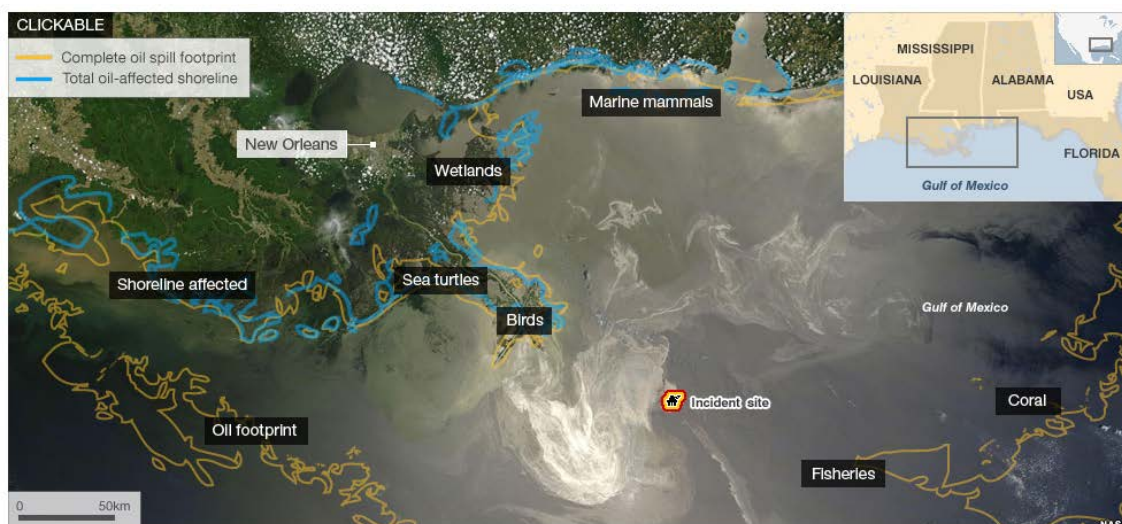 CLICKABLE
Complete oil spill footprint
Total oil-affected shoreline
MISSISSIPPI
LOUISIANA
ALABAMA
USA
FLORIDA
Gulf of Mexico
Marine mammals
New Orleans
Wetlands
Shoreline affected
Sea turtles
Birds
Gulf of Mexico
Incident site
Coral
Oil footprint
Fisheries
0 50km